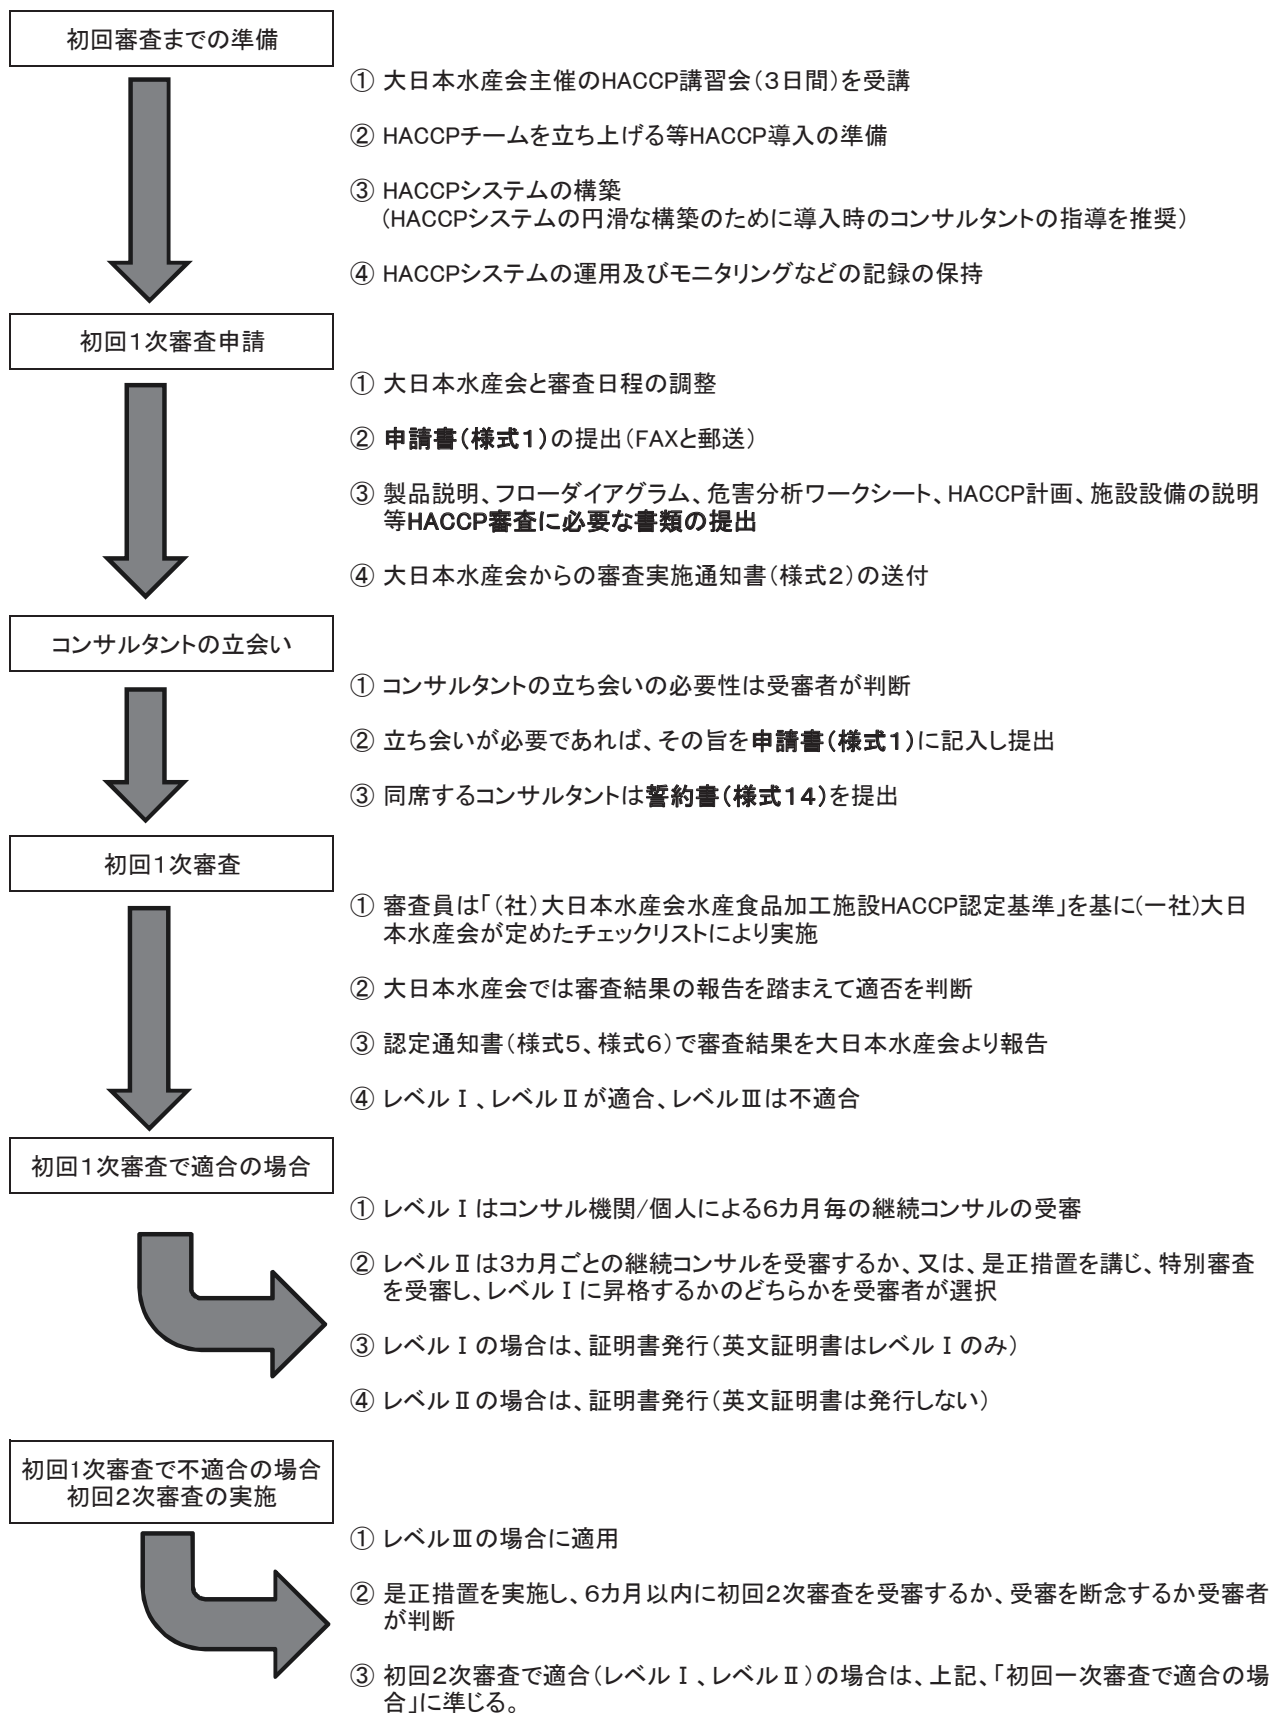 初回審査までの準備
① 大日本水産会主催のHACCP講習会（3日間）を受講
② HACCPチームを立ち上げる等HACCP導入の準備
③ HACCPシステムの構築
（HACCPシステムの円滑な構築のために導入時のコンサルタントの指導を推奨）
④ HACCPシステムの運用及びモニタリングなどの記録の保持
初回1次審査申請
① 大日本水産会と審査日程の調整
② 申請書（様式1）の提出（FAXと郵送）
③ 製品説明、フローダイアグラム、危害分析ワークシート、HACCP計画、施設設備の説明
等HACCP審査に必要な書類の提出
④ 大日本水産会からの審査実施通知書（様式2）の送付
コンサルタントの立会い
① コンサルタントの立ち会いの必要性は受審者が判断
② 立ち会いが必要であれば、その旨を申請書（様式1）に記入し提出
③ 同席するコンサルタントは誓約書（様式14）を提出
初回1次審査
① 審査員は「（社）大日本水産会水産食品加工施設HACCP認定基準」を基に(一社)大日
本水産会が定めたチェックリストにより実施
② 大日本水産会では審査結果の報告を踏まえて適否を判断
③ 認定通知書（様式5、様式6）で審査結果を大日本水産会より報告
④ レベルⅠ、レベルⅡが適合、レベルⅢは不適合
初回1次審査で適合の場合
① レベルⅠはコンサル機関/個人による6カ月毎の継続コンサルの受審
② レベルⅡは3カ月ごとの継続コンサルを受審するか、又は、是正措置を講じ、特別審査
を受審し、レベルⅠに昇格するかのどちらかを受審者が選択
③ レベルⅠの場合は、証明書発行（英文証明書はレベルⅠのみ）
④ レベルⅡの場合は、証明書発行（英文証明書は発行しない）
初回1次審査で不適合の場合
初回2次審査の実施
① レベルⅢの場合に適用
② 是正措置を実施し、6カ月以内に初回2次審査を受審するか、受審を断念するか受審者
が判断
③ 初回2次審査で適合（レベルⅠ、レベルⅡ）の場合は、上記、「初回一次審査で適合の場
合」に準じる。